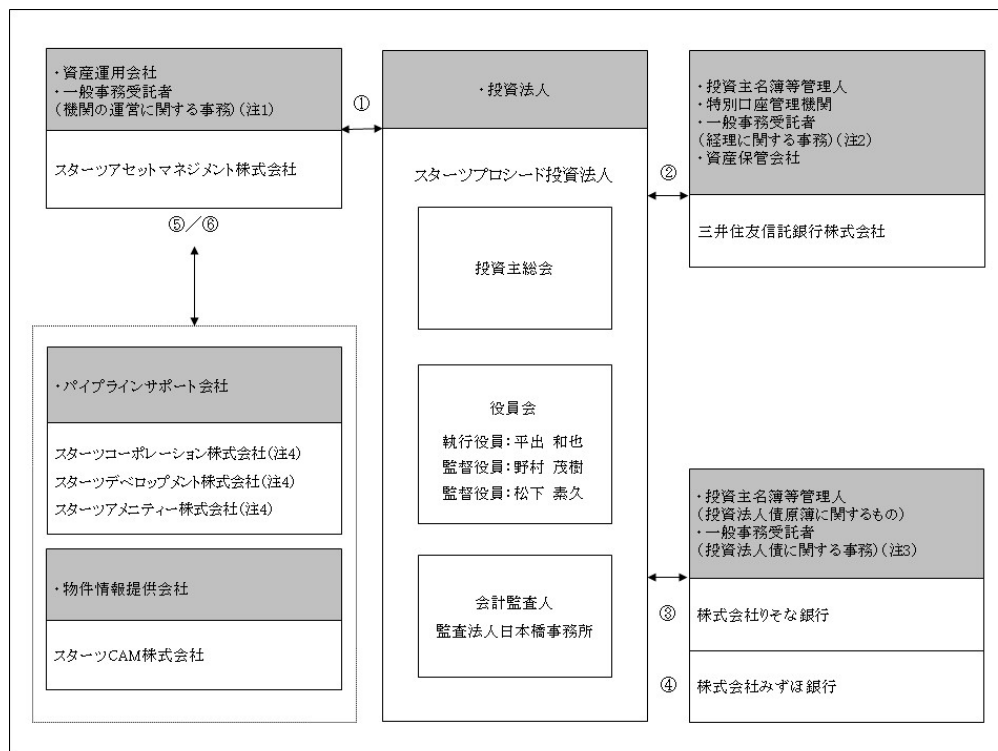 ・資産運用会社
・一般事務受託者
(機関の運営に関する事務)(注1)
スターツアセットマネジメント株式会社
①
⑤／⑥
・パイプラインサポート会社
スターツコーポレーション株式会社(注4)
スターツデベロップメント株式会社(注4)
スターツアメニティー株式会社(注4)
・物件情報提供会社
スターツCAM株式会社
・投資法人
スタープロシード投資法人
投資主総会
役員会
執行役員：平出 和也
監督役員：野村 茂樹
監督役員：松下 素久
会計監査人
監査法人日本橋事務所
②
・投資主名簿等管理人
・特別口座管理機関
・一般事務受託者
(経理に関する事務)(注2)
・資産保管会社
三井住友信託銀行株式会社
・投資主名簿等管理人
(投資法人債原簿に関するもの)
・一般事務受託者
(投資法人債に関する事務)(注3)
③
株式会社りそな銀行
④
株式会社みずほ銀行